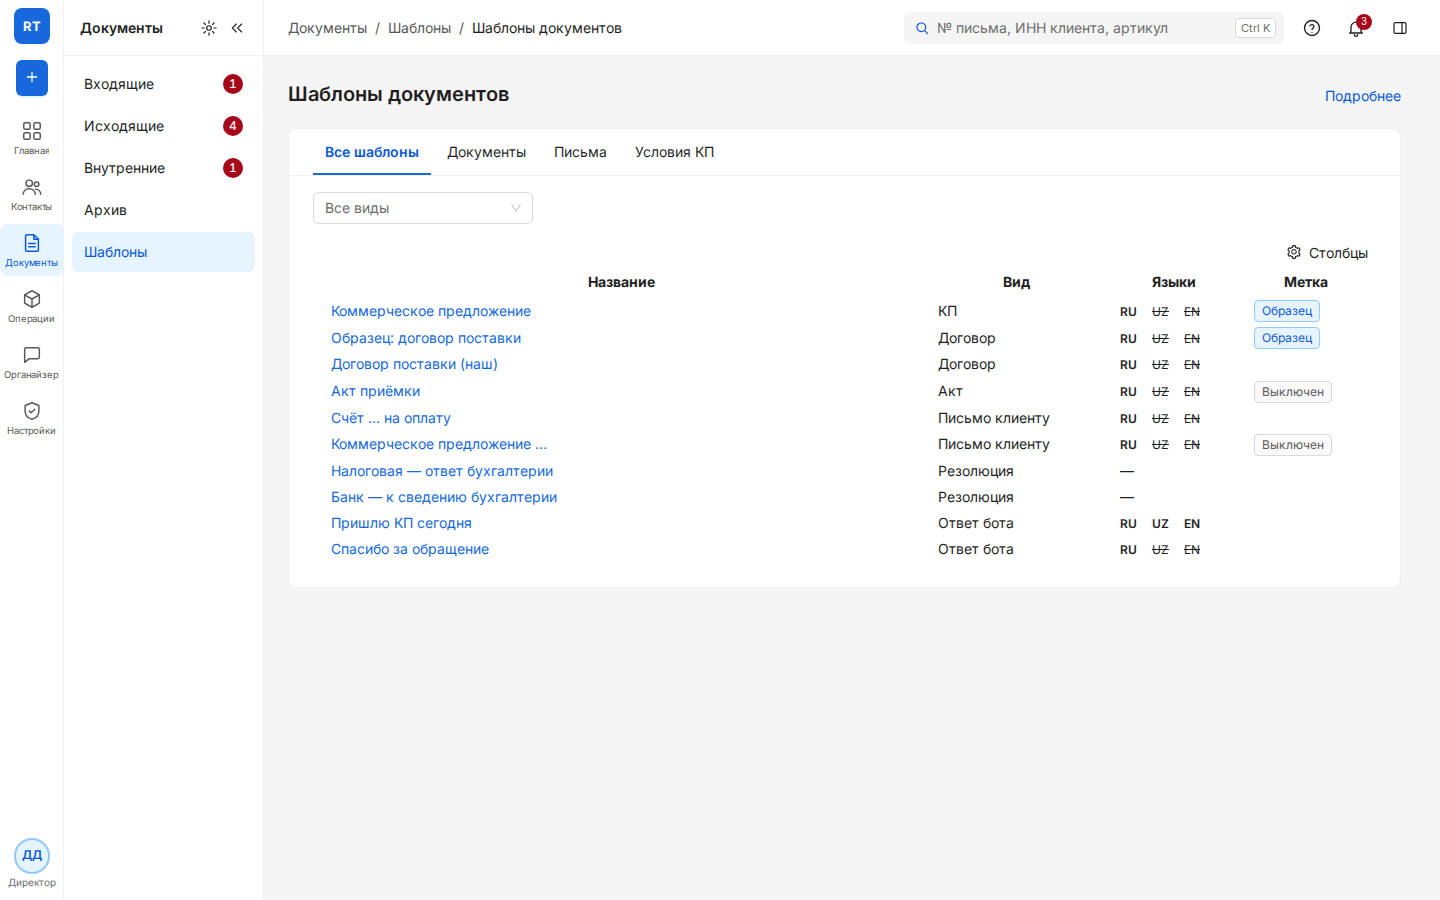 RT
Документы
Документы / Шаблоны / Шаблоны документов
№ письма, ИНН клиента, артикул
Ctrl K
3
Главная
Контакты
Документы
Операции
Органайзер
Настройки
ДД
Директор
Входящие 1
Исходящие 4
Внутренние 1
Архив
Шаблоны
Шаблоны документов
Подробнее
Все шаблоны Документы Письма Условия КП
Все виды
Столбцы
Название Вид Языки Метка
Коммерческое предложение КП RU UZ EN Образец
Образец: договор поставки Договор RU UZ EN Образец
Договор поставки (наш) Договор RU UZ EN
Акт приёмки Акт RU UZ EN Выключен
Счёт ... на оплату Письмо клиенту RU UZ EN
Коммерческое предложение ... Письмо клиенту RU UZ EN Выключен
Налоговая — ответ бухгалтерии Резолюция —
Банк — к сведению бухгалтерии Резолюция —
Пришлю КП сегодня Ответ бота RU UZ EN
Спасибо за обращение Ответ бота RU UZ EN